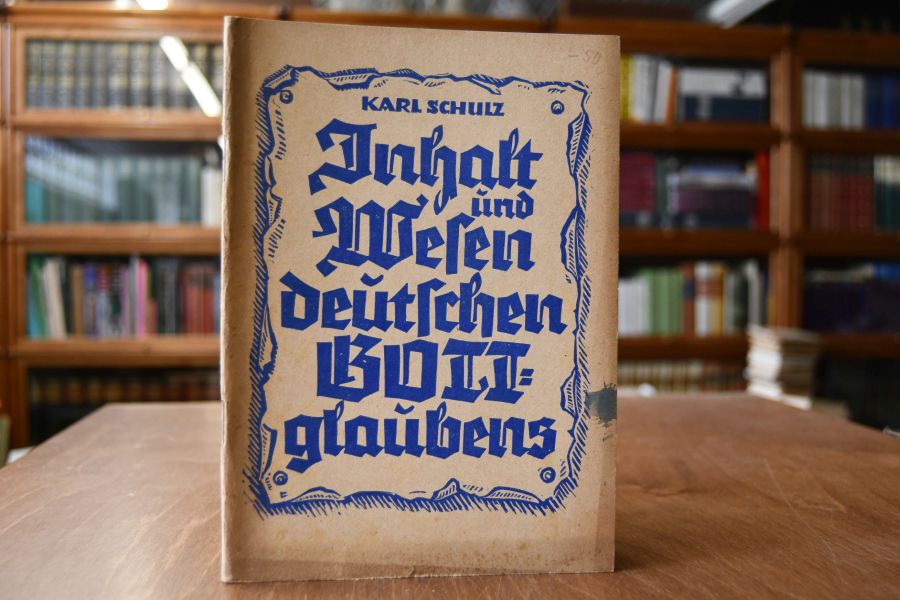 KARL SCHULZ
Inhalt
und
Wesen
deutschen
GOTT=
glaubens